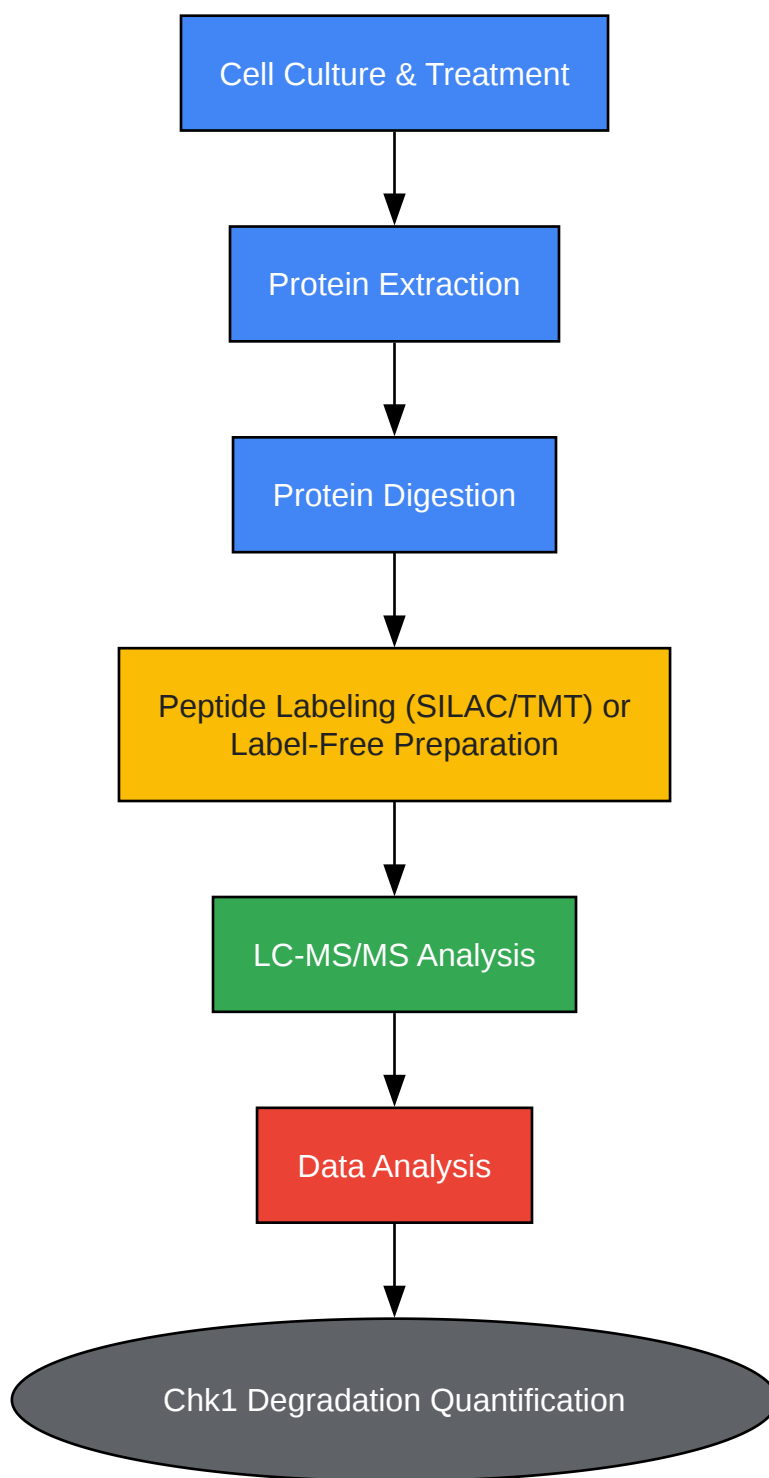 Cell Culture & Treatment
Protein Extraction
Protein Digestion
Peptide Labeling (SILAC/TMT) or
Label-Free Preparation
LC-MS/MS Analysis
Data Analysis
Chk1 Degradation Quantification